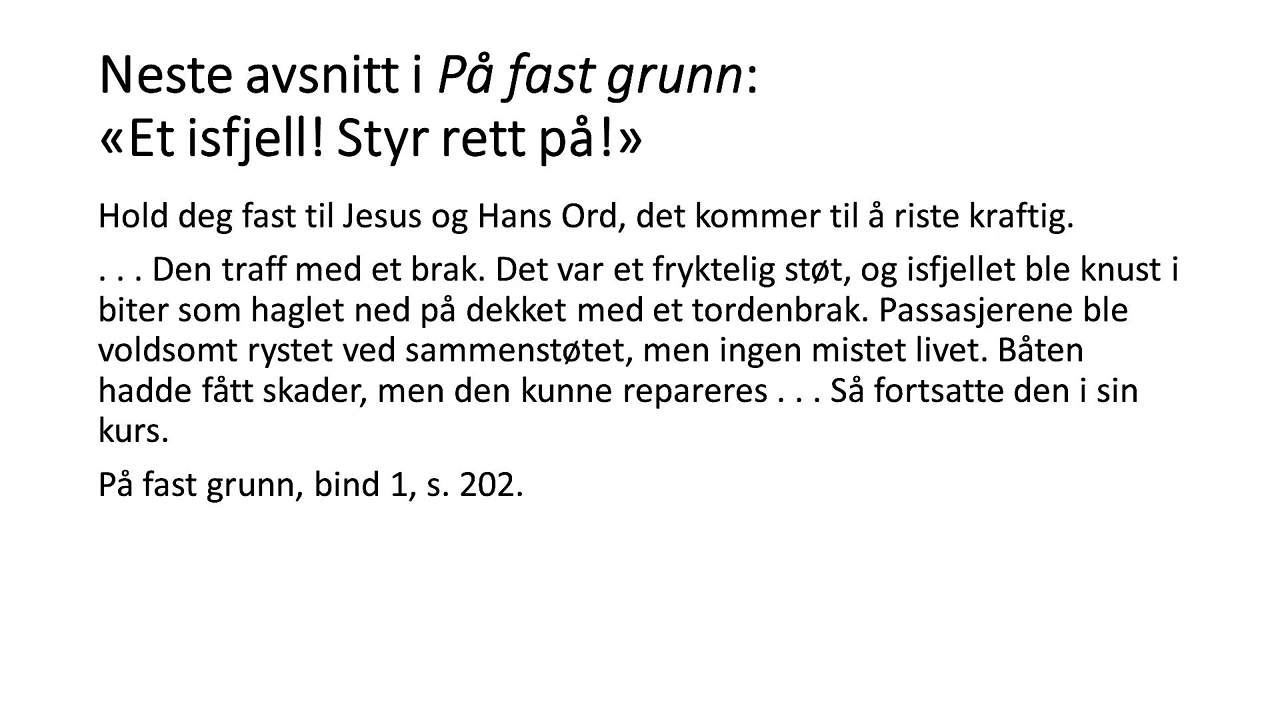 Neste avsnitt i På fast grunn:
«Et isfjell! Styr rett på!»
Hold deg fast til Jesus og Hans Ord, det kommer til å riste kraftig.
. . . Den traff med et brak. Det var et fryktelig støt, og isfjellet ble knust i
biter som haglet ned på dekket med et tordenbrak. Passasjerene ble
voldsomt rystet ved sammenstøtet, men ingen mistet livet. Båten
hadde fått skader, men den kunne repareres . . . Så fortsatte den i sin
kurs.
På fast grunn, bind 1, s. 202.